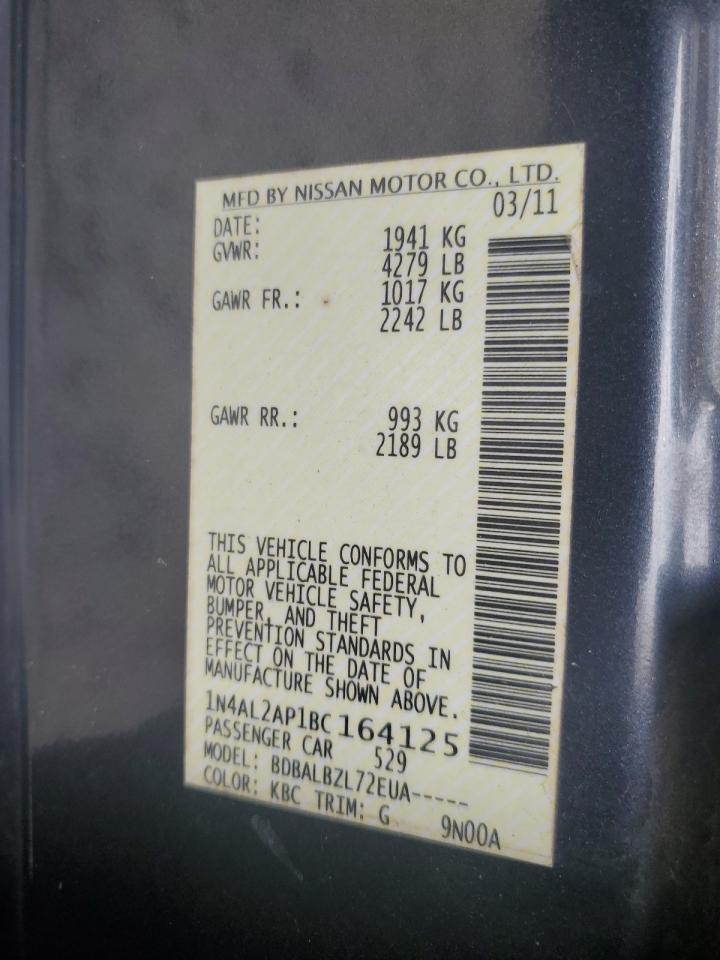 MFD BY NISSAN MOTOR CO., LTD.
DATE: 03/11
GVWR: 1941 KG
4279 LB
GAWR FR.: 1017 KG
2242 LB
GAWR RR.: 993 KG
2189 LB
THIS VEHICLE CONFORMS TO
ALL APPLICABLE FEDERAL
MOTOR VEHICLE SAFETY,
BUMPER, AND THEFT
PREVENTION STANDARDS IN
EFFECT ON THE DATE OF
MANUFACTURE SHOWN ABOVE.
1N4AL2AP1BC164125
PASSENGER CAR 529
MODEL: BDBALBZL72EUA-----
COLOR: KBC TRIM: G 9N00A